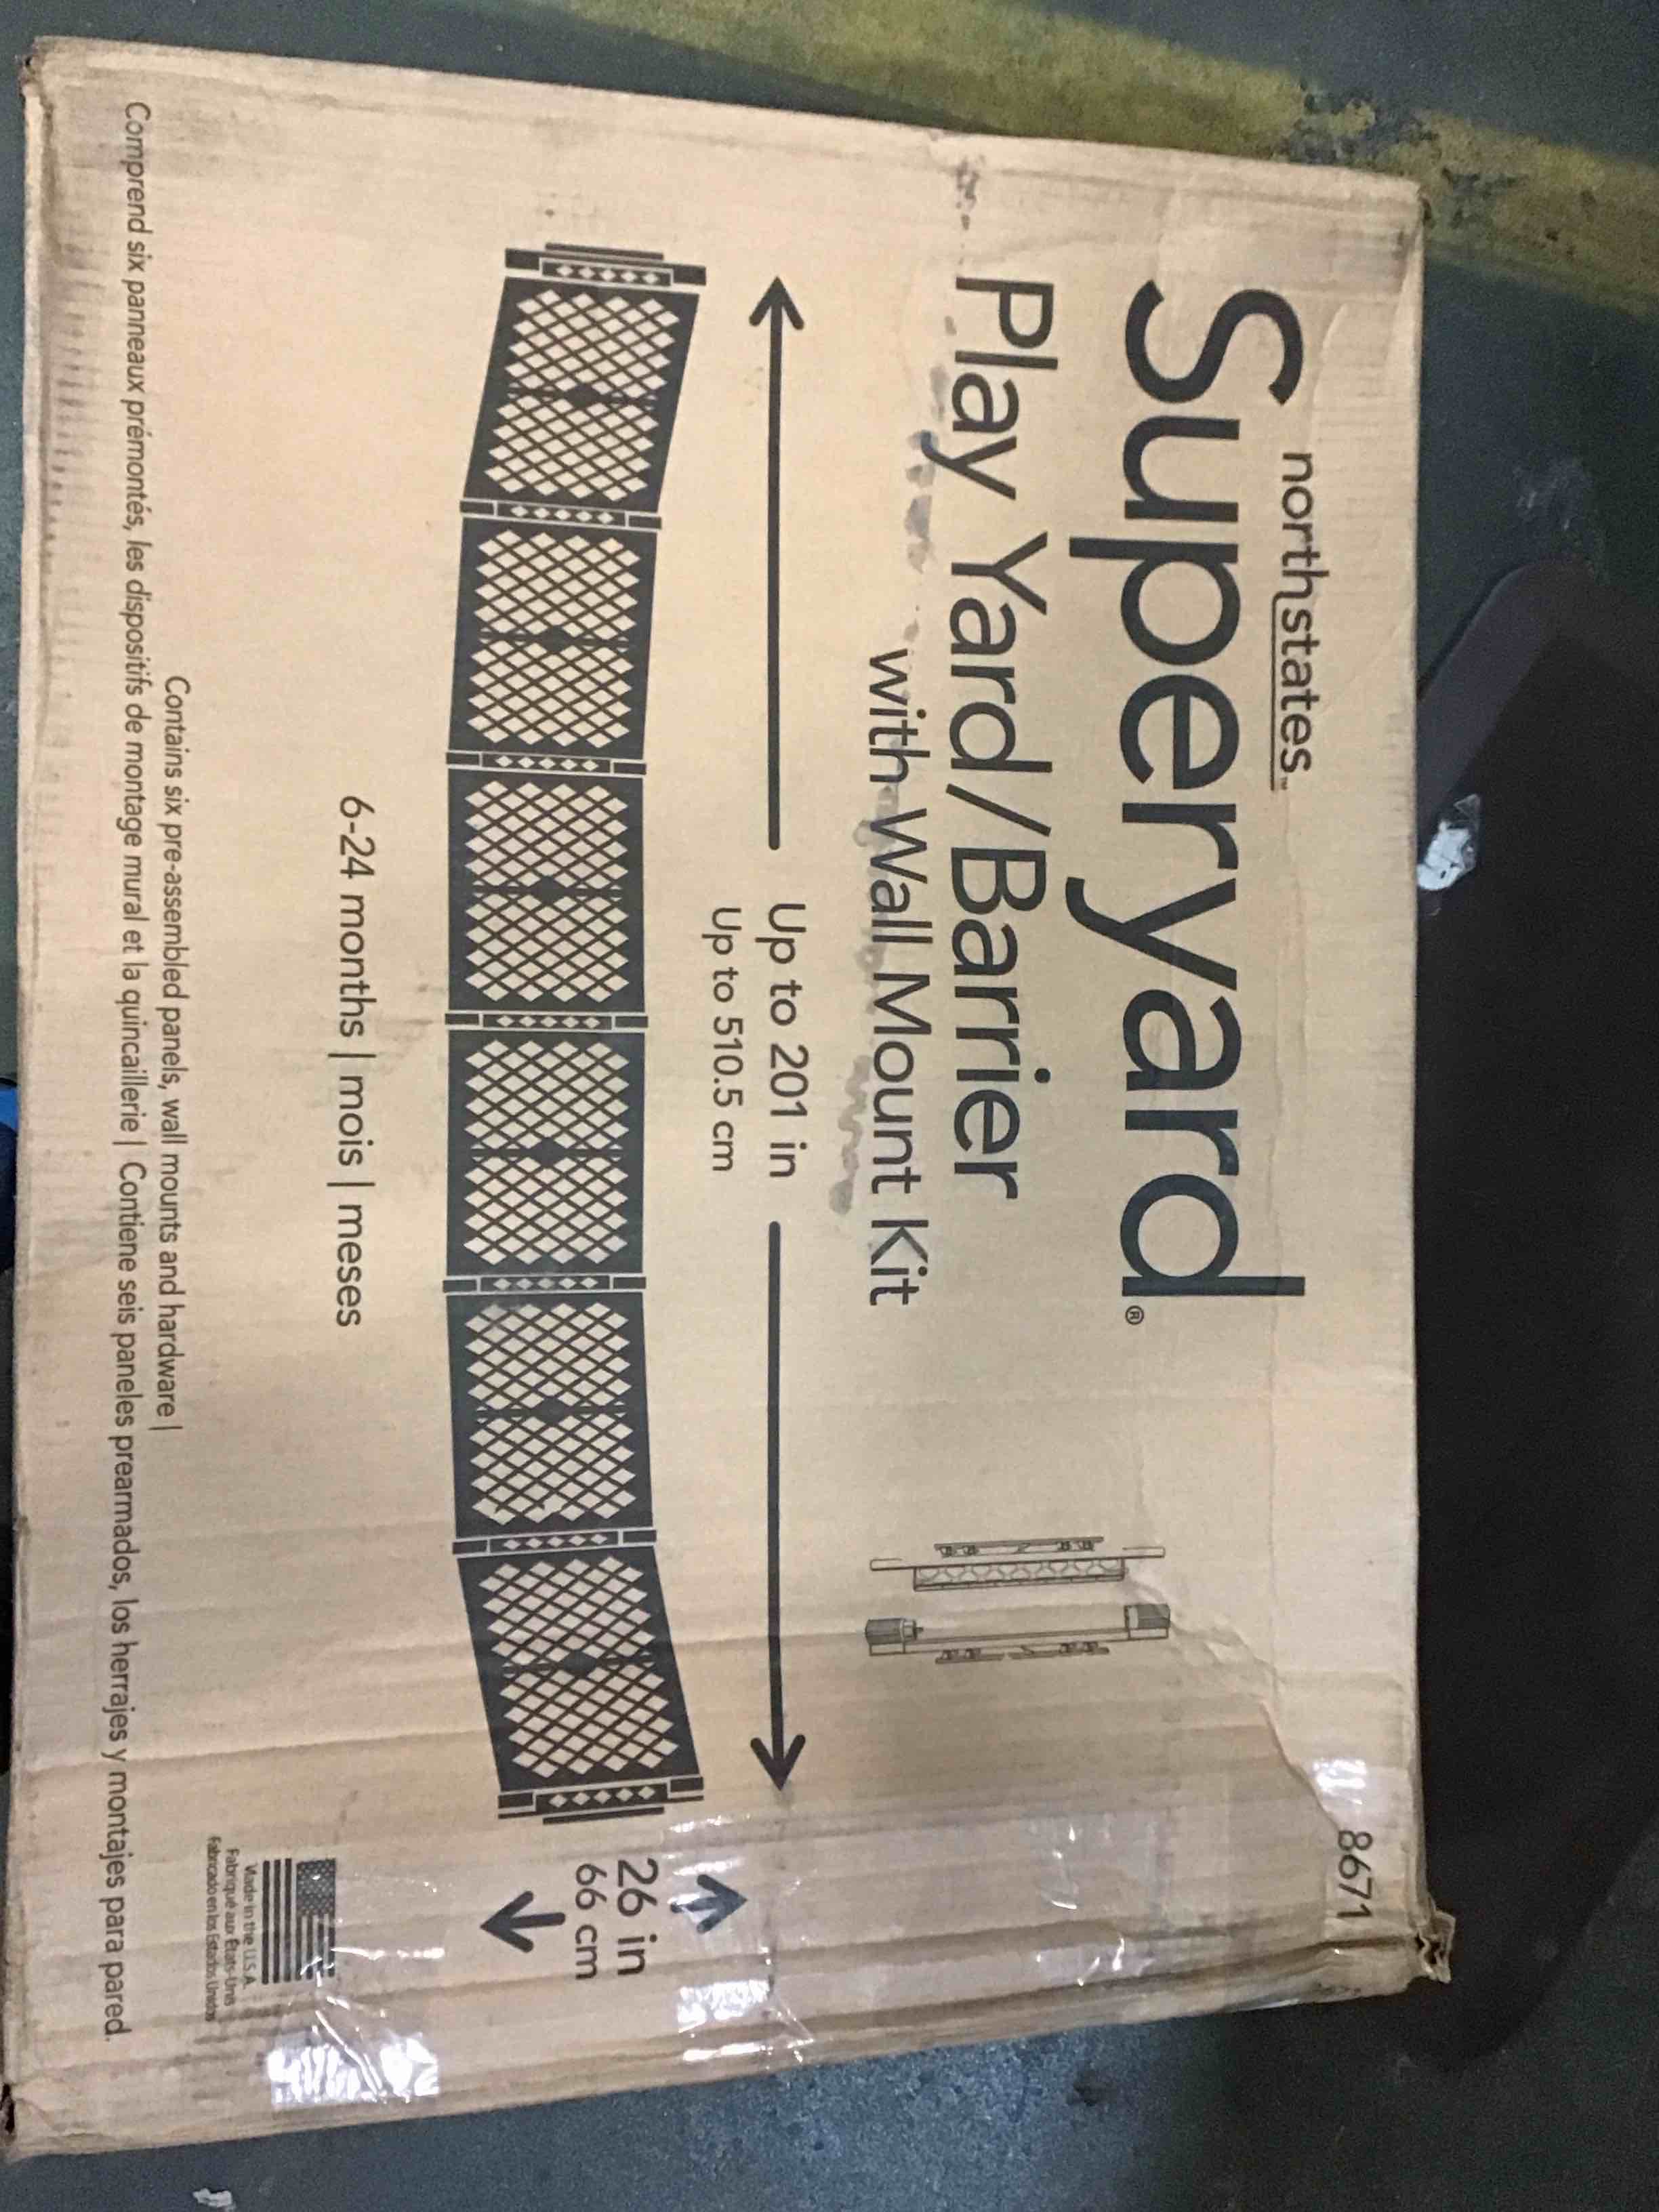 8671
northstates™
Superyard®
Play Yard/Barrier
with Wall Mount Kit
Up to 201 in
Up to 510.5 cm
26 in
66 cm
6-24 months | mois | meses
Made in the U.S.A.
Fabriqué aux États-Unis
Fabricado en los Estados Unidos
Contains six pre-assembled panels, wall mounts and hardware |
Comprend six panneaux prémontés, les dispositifs de montage mural et la quincaillerie | Contiene seis paneles prearmados, los herrajes y montajes para pared.